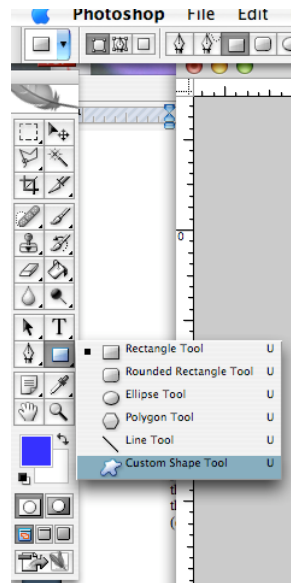 Photoshop File Edit
0
T
Rectangle Tool U
Rounded Rectangle Tool U
Ellipse Tool U
Polygon Tool U
Line Tool U
Custom Shape Tool U